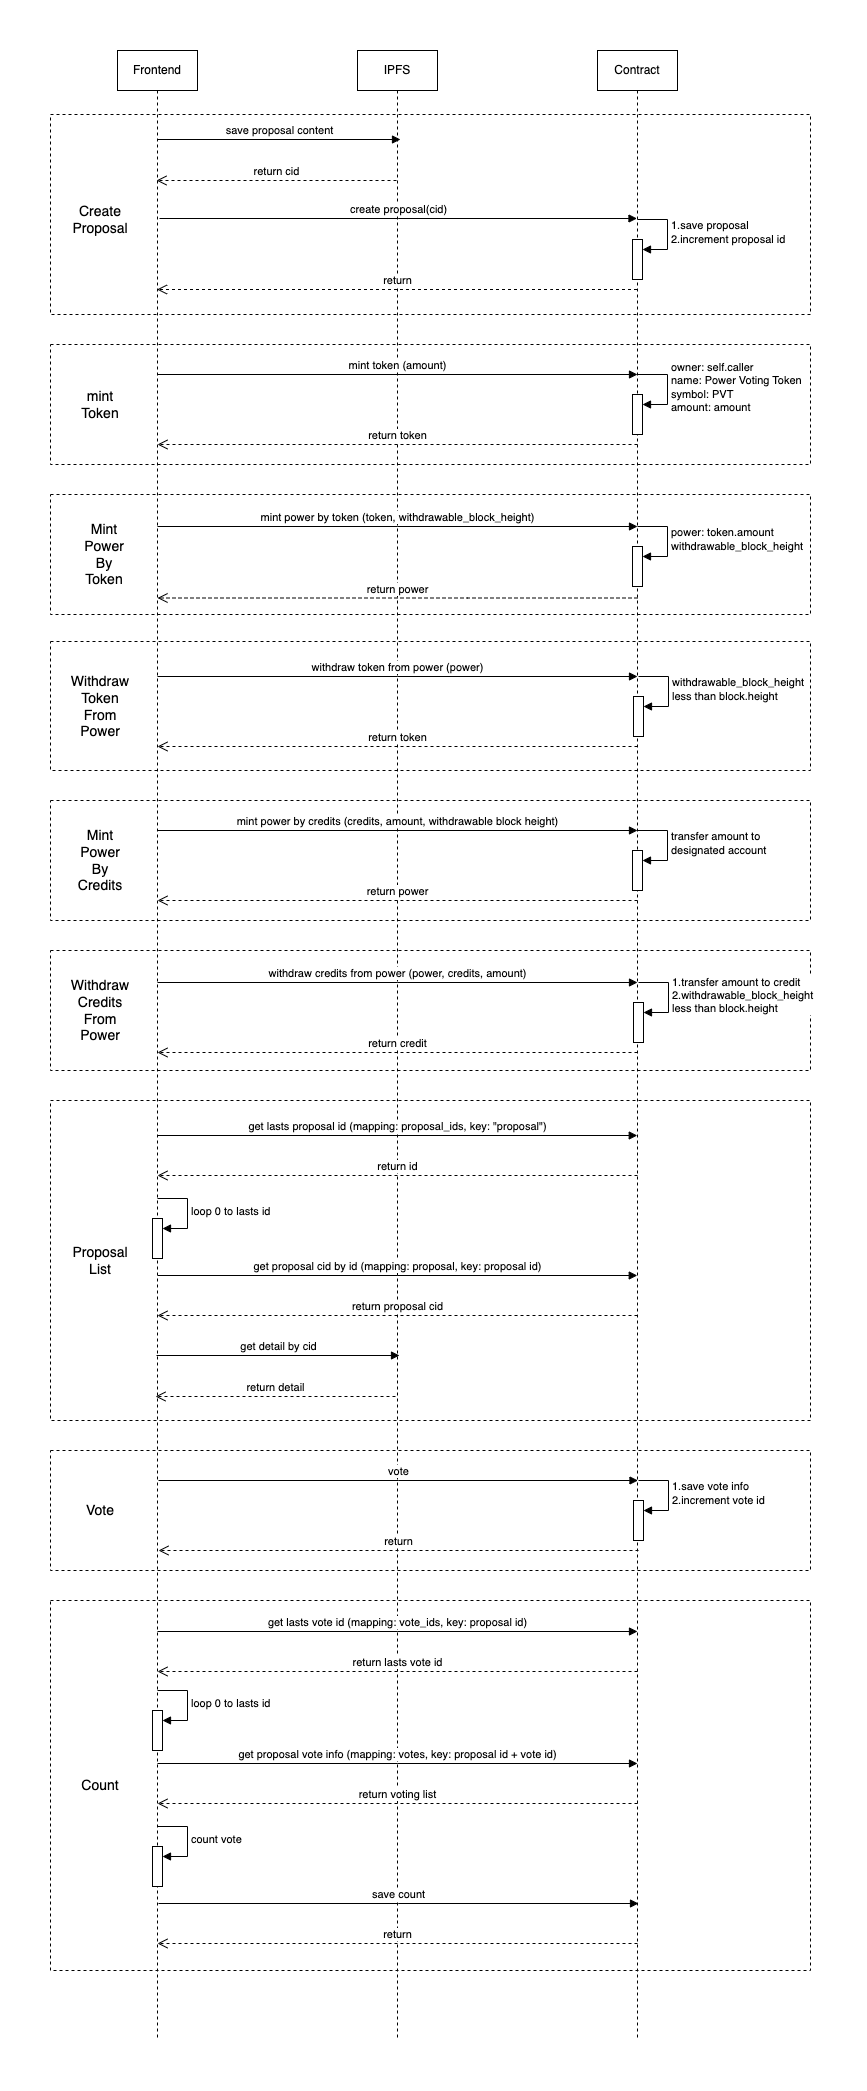 Frontend
IPFS
Contract
save proposal content
return cid
Create
Proposal
create proposal(cid)
1.save proposal
2.increment proposal id
return
mint token (amount)
mint
Token
owner: self.caller
name: Power Voting Token
symbol: PVT
amount: amount
return token
mint power by token (token, withdrawable_block_height)
Mint
Power
By
Token
power: token.amount
withdrawable_block_height
return power
withdraw token from power (power)
Withdraw
Token
From
Power
withdrawable_block_height
less than block.height
return token
mint power by credits (credits, amount, withdrawable block height)
Mint
Power
By
Credits
transfer amount to
designated account
return power
withdraw credits from power (power, credits, amount)
Withdraw
Credits
From
Power
1.transfer amount to credit
2.withdrawable_block_height
less than block.height
return credit
get lasts proposal id (mapping: proposal_ids, key: "proposal")
return id
loop 0 to lasts id
Proposal
List
get proposal cid by id (mapping: proposal, key: proposal id)
return proposal cid
get detail by cid
return detail
vote
Vote
1.save vote info
2.increment vote id
return
get lasts vote id (mapping: vote_ids, key: proposal id)
return lasts vote id
loop 0 to lasts id
get proposal vote info (mapping: votes, key: proposal id + vote id)
Count
return voting list
count vote
save count
return